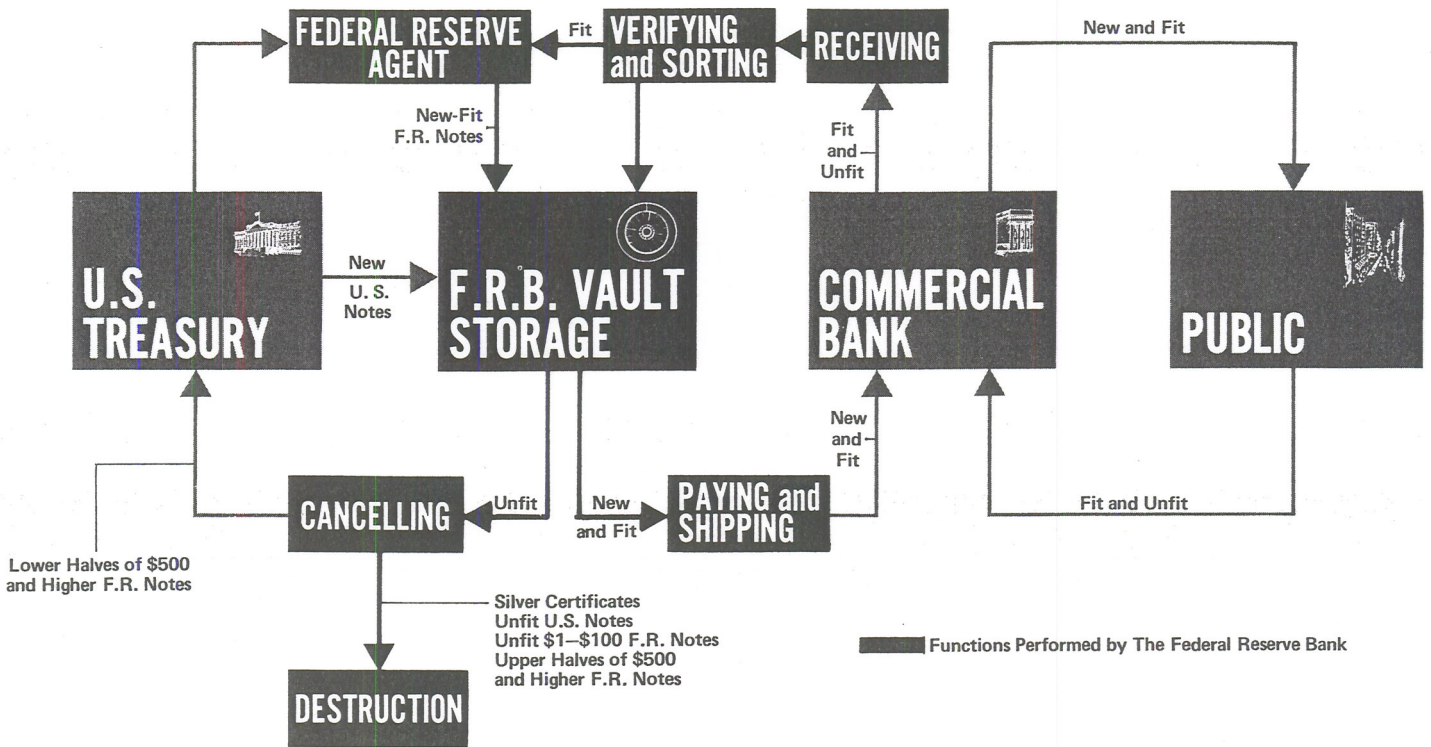 FEDERAL RESERVE
AGENT
Fit
VERIFYING
and SORTING
RECEIVING
New and Fit
New-Fit
F.R. Notes
Fit
and
Unfit
U.S.
TREASURY
New
U. S.
Notes
F.R.B. VAULT
STORAGE
COMMERCIAL
BANK
PUBLIC
New
and
Fit
CANCELLING
Unfit
New
and Fit
PAYING and
SHIPPING
Fit and Unfit
Lower Halves of $500
and Higher F.R. Notes
Silver Certificates
Unfit U.S. Notes
Unfit $1–$100 F.R. Notes
Upper Halves of $500
and Higher F.R. Notes
Functions Performed by The Federal Reserve Bank
DESTRUCTION